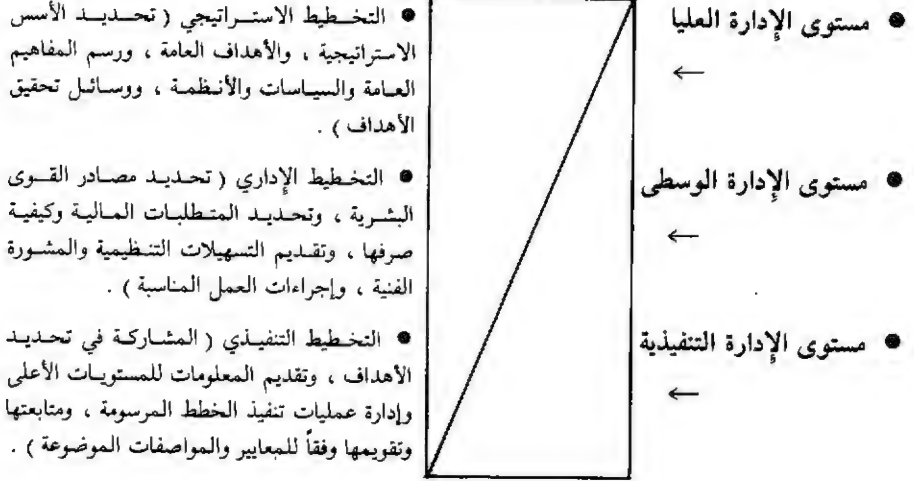 ● مستوى الإدارة العليا
←
● التخطيط الاستراتيجي ( تحديد الأسس
الاستراتيجية ، والأهداف العامة ، ورسم المفاهيم
العامة والسياسات والأنظمة ، ووسائل تحقيق
الأهداف ) .
● مستوى الإدارة الوسطى
←
● التخطيط الإداري ( تحديد مصادر القوى
البشرية ، وتحديد المتطلبات المالية وكيفية
صرفها ، وتقديم التسهيلات التنظيمية والمشورة
الفنية ، وإجراءات العمل المناسبة ) .
● مستوى الإدارة التنفيذية
←
● التخطيط التنفيذي ( المشاركة في تحديد
الأهداف ، وتقديم المعلومات للمستويات الأعلى
وإدارة عمليات تنفيذ الخطط المرسومة ، ومتابعتها
وتقويمها وفقاً للمعايير والمواصفات الموضوعة ) .